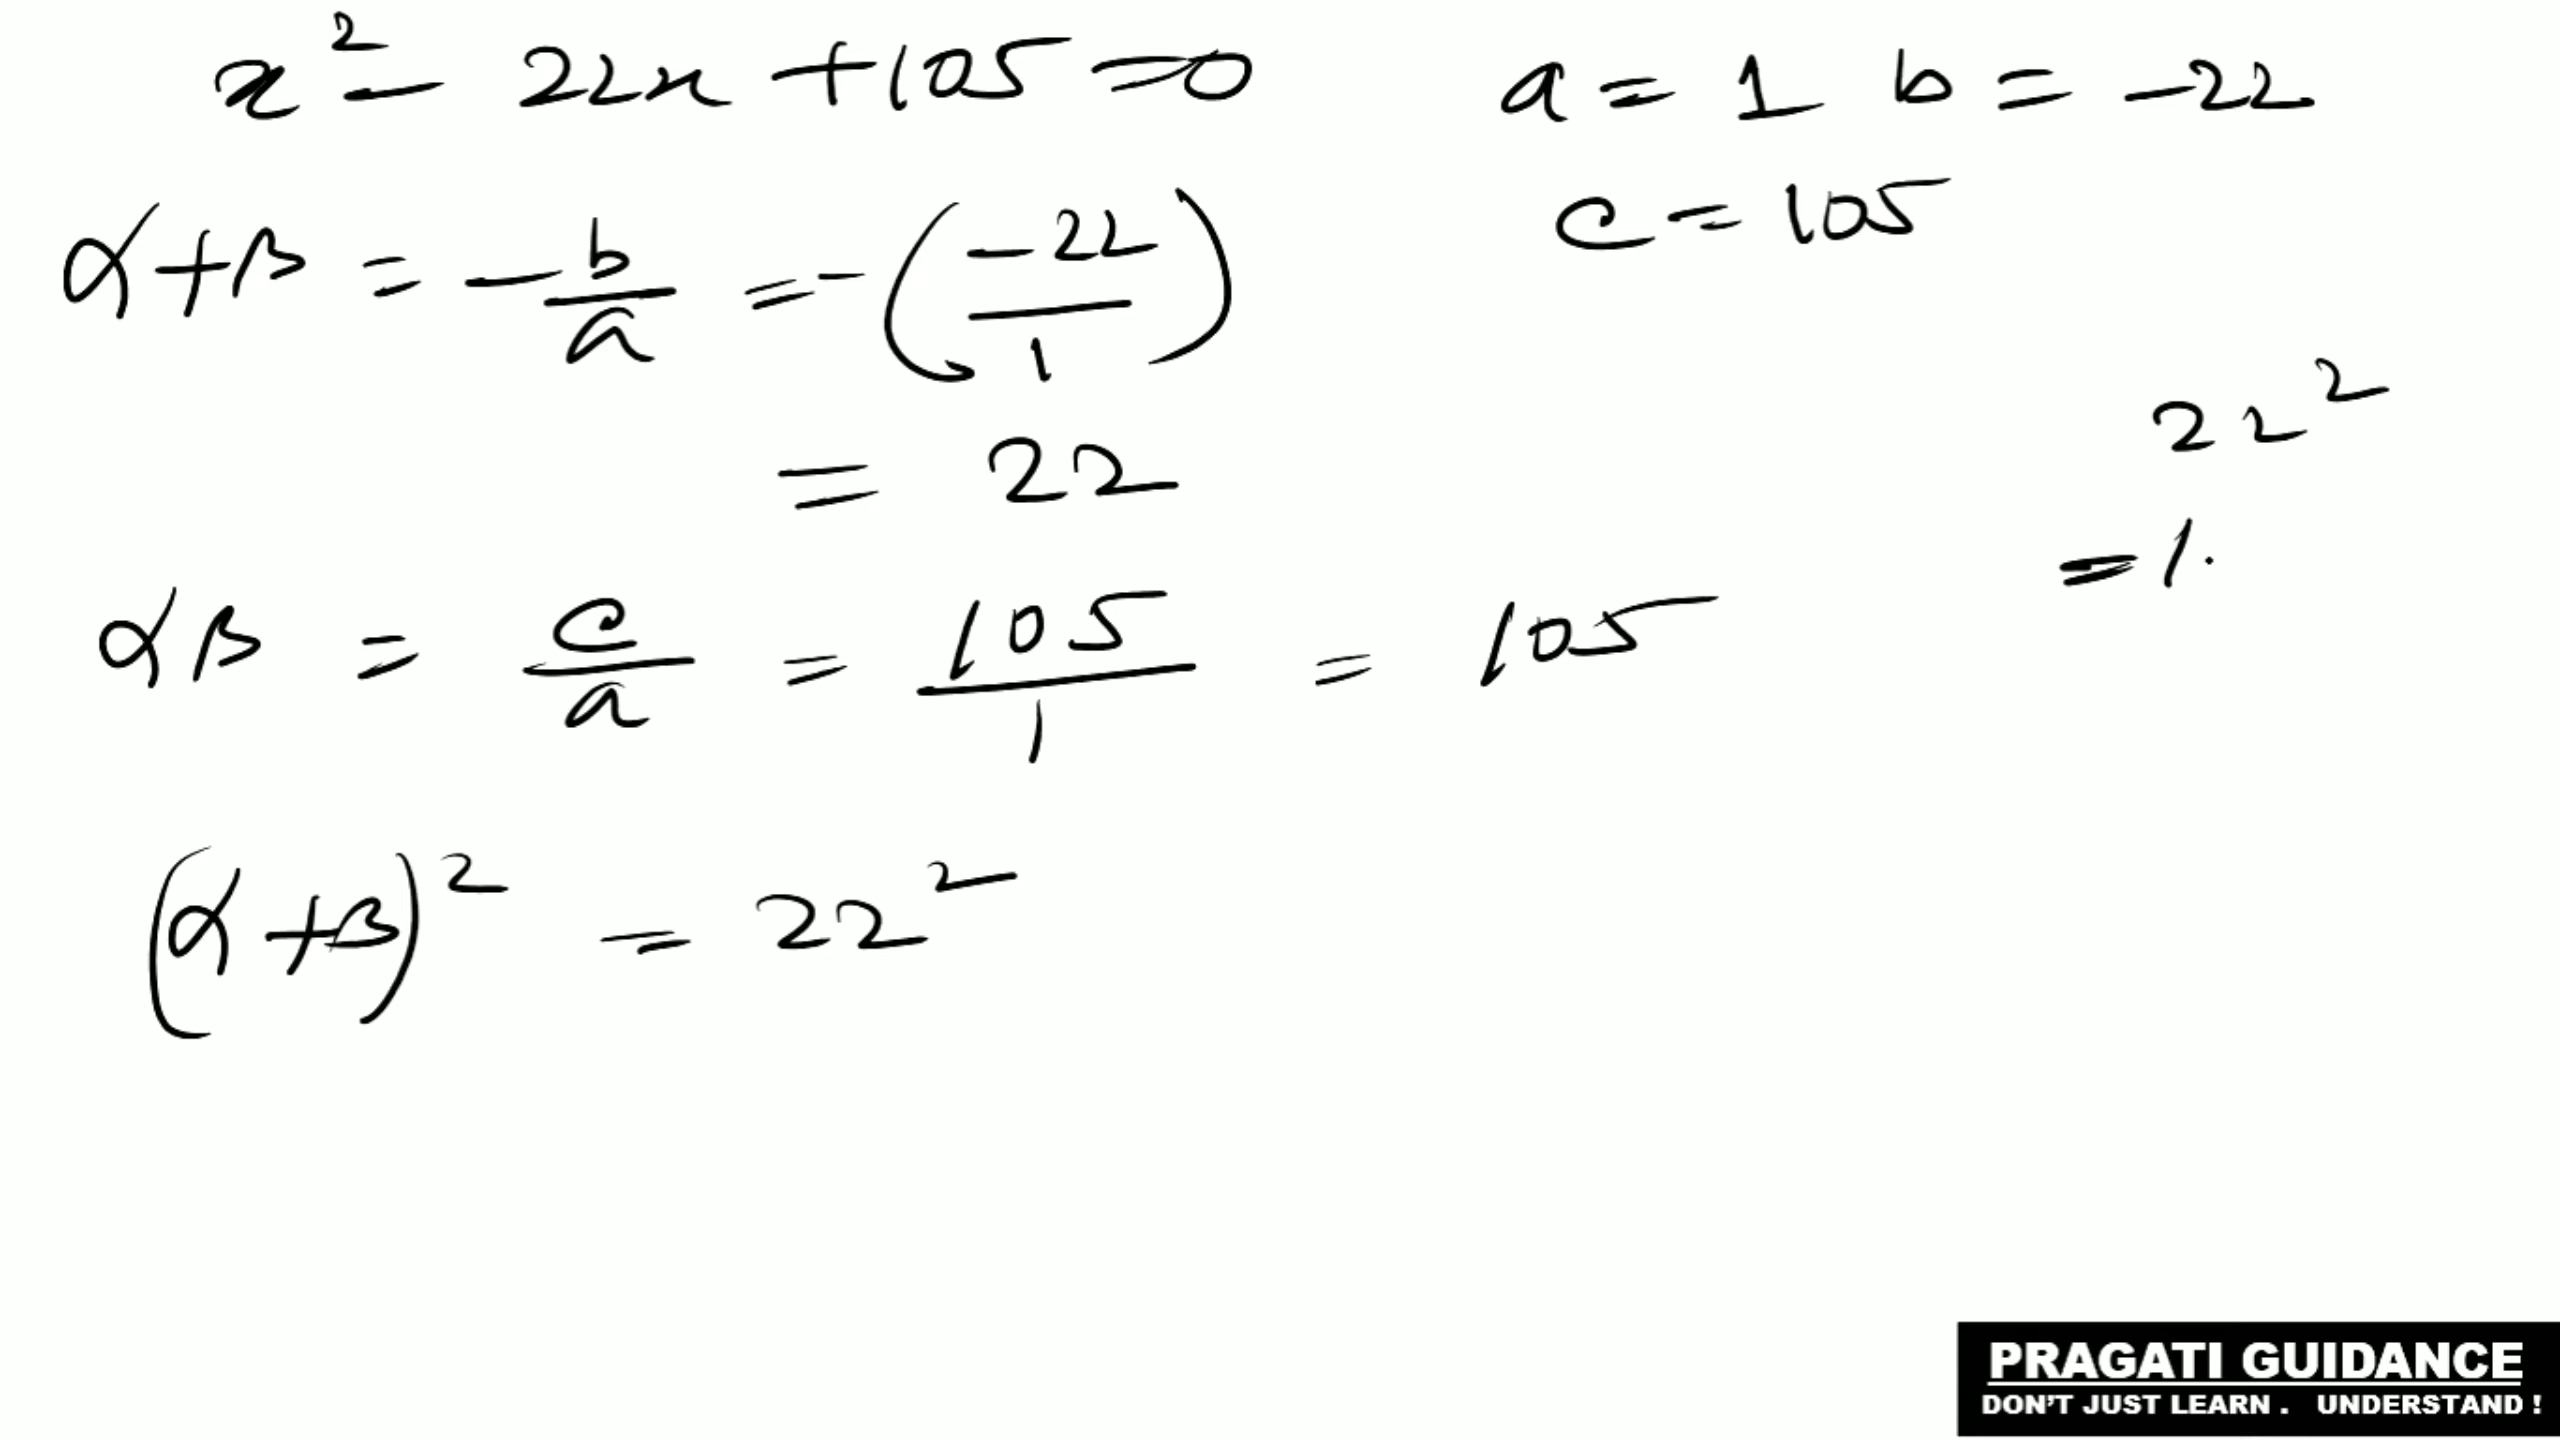 x² - 22x + 105 = 0
a = 1 b = -22
c = 105
α + β = -b/a = -(-22/1)
= 22
22²
= 1.
αβ = c/a = 105/1 = 105
(α + β)² = 22²
PRAGATI GUIDANCE
DON'T JUST LEARN . UNDERSTAND !